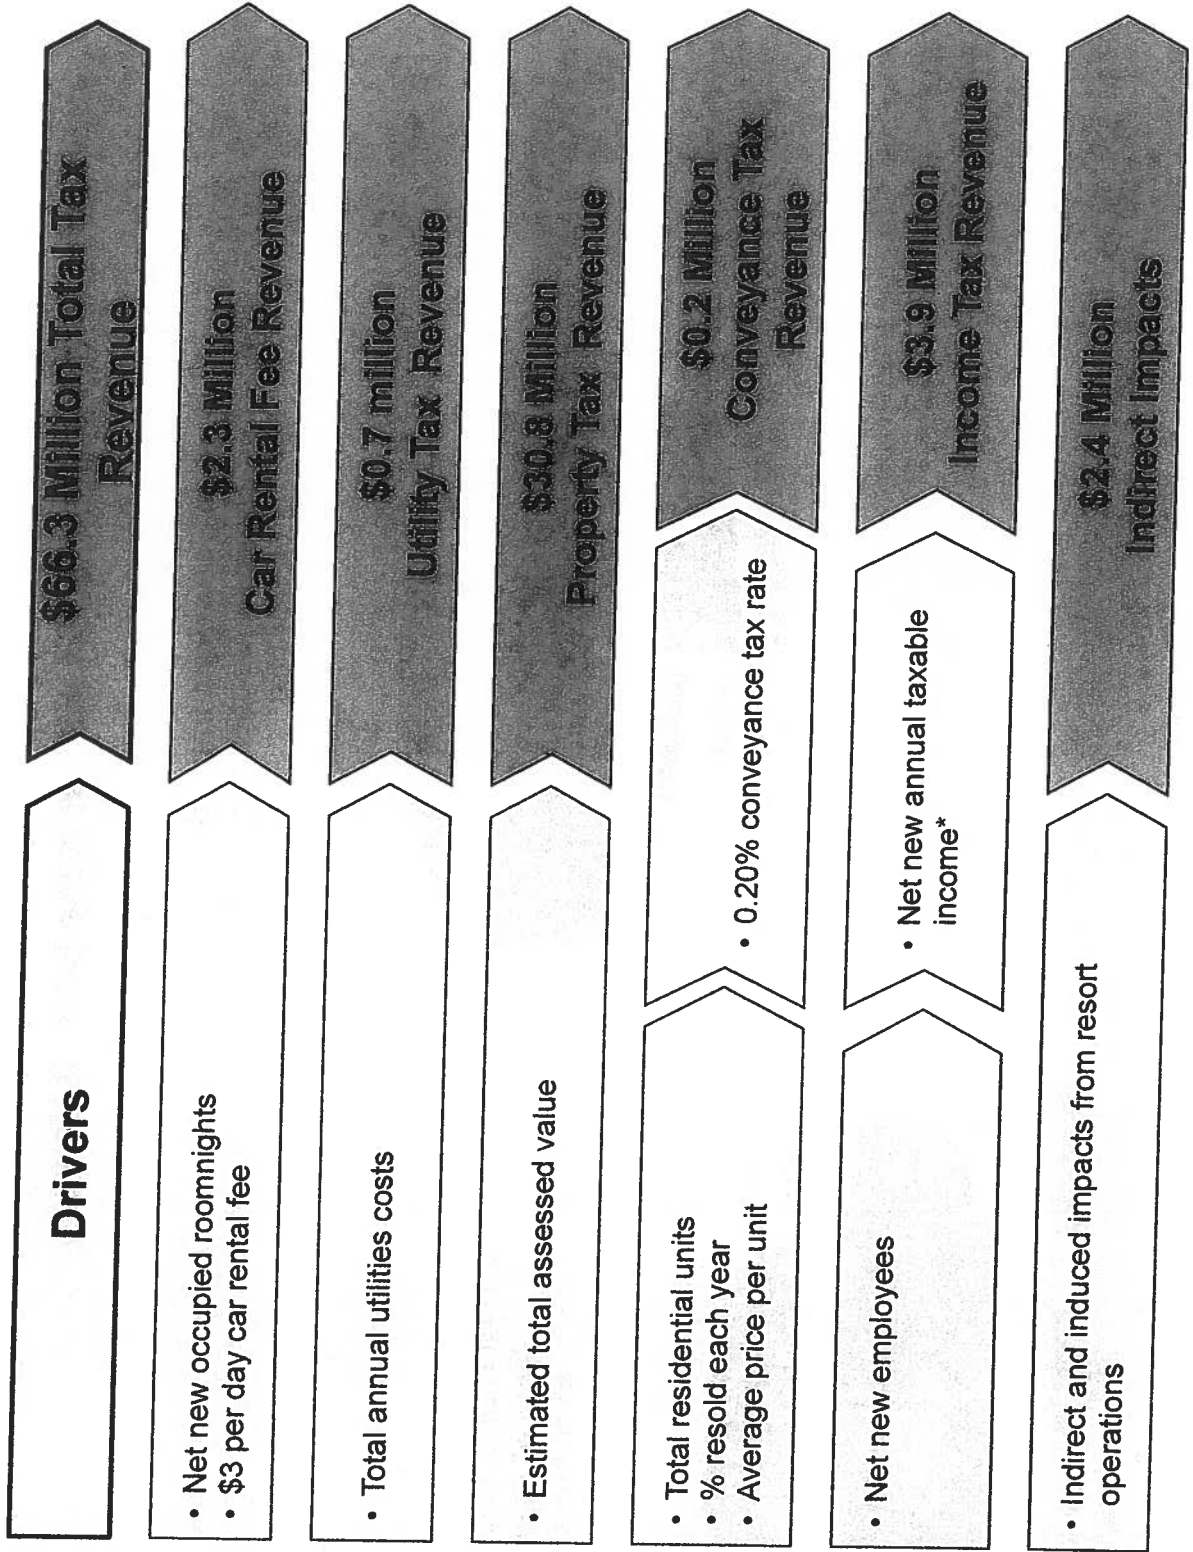 Drivers
$66.3 Million Total Tax
Revenue
• Net new occupied roomnights
• $3 per day car rental fee
$2.3 Million
Car Rental Fee Revenue
• Total annual utilities costs
$0.7 million
Utility Tax Revenue
• Estimated total assessed value
$30.8 Million
Property Tax Revenue
• Total residential units
• % resold each year
• Average price per unit
• 0.20% conveyance tax rate
$0.2 Million
Conveyance Tax
Revenue
• Net new employees
• Net new annual taxable
income*
$3.9 Million
Income Tax Revenue
• Indirect and induced impacts from resort
operations
$2.4 Million
Indirect Impacts